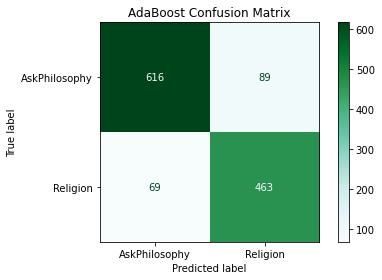 AdaBoost Confusion Matrix
True label
AskPhilosophy
616
89
Religion
69
463
AskPhilosophy
Religion
Predicted label
600
500
400
300
200
100